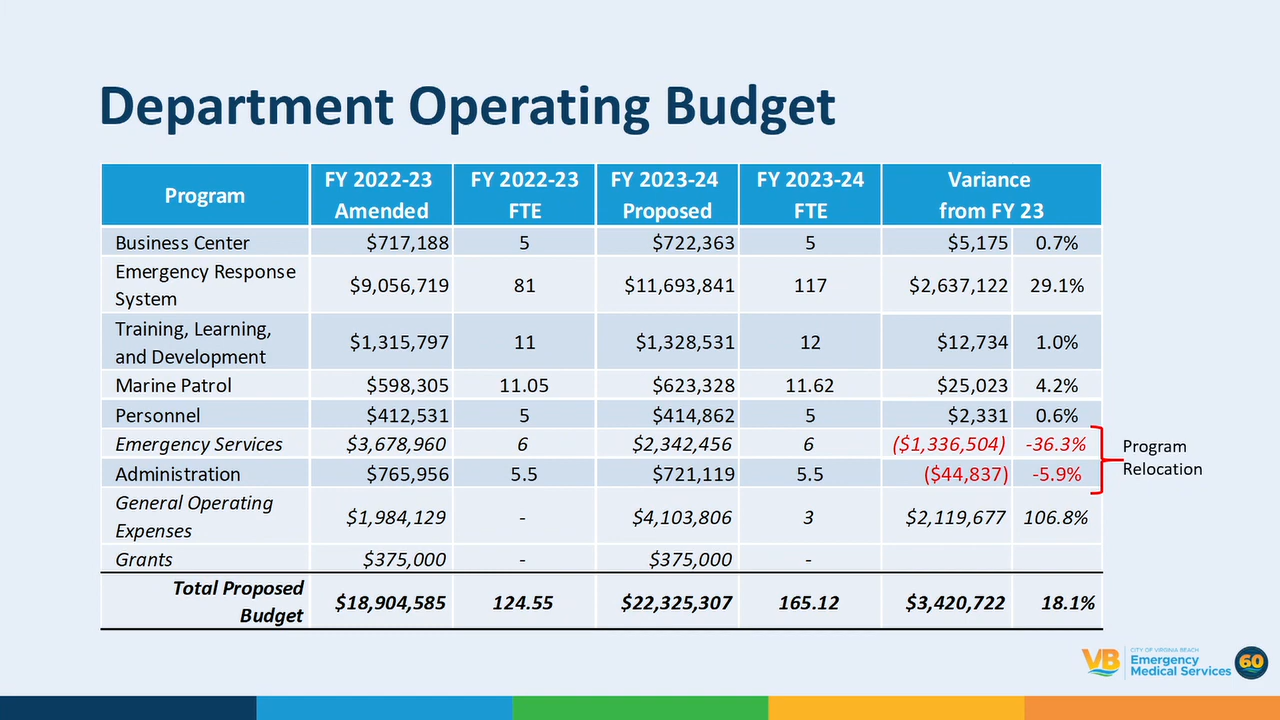 Department Operating Budget
Program
FY 2022-23
Amended
FY 2022-23
FTE
FY 2023-24
Proposed
FY 2023-24
FTE
Variance
from FY 23
Business Center $717,188 5 $722,363 5 $5,175 0.7%
Emergency Response
System
$9,056,719 81 $11,693,841 117 $2,637,122 29.1%
Training, Learning,
and Development
$1,315,797 11 $1,328,531 12 $12,734 1.0%
Marine Patrol $598,305 11.05 $623,328 11.62 $25,023 4.2%
Personnel $412,531 5 $414,862 5 $2,331 0.6%
Emergency Services $3,678,960 6 $2,342,456 6 ($1,336,504) -36.3%
Administration $765,956 5.5 $721,119 5.5 ($44,837) -5.9%
Program
Relocation
General Operating
Expenses
$1,984,129 - $4,103,806 3 $2,119,677 106.8%
Grants $375,000 - $375,000 -
Total Proposed
Budget
$18,904,585 124.55 $22,325,307 165.12 $3,420,722 18.1%
VB
CITY OF VIRGINIA BEACH
Emergency
Medical Services
60